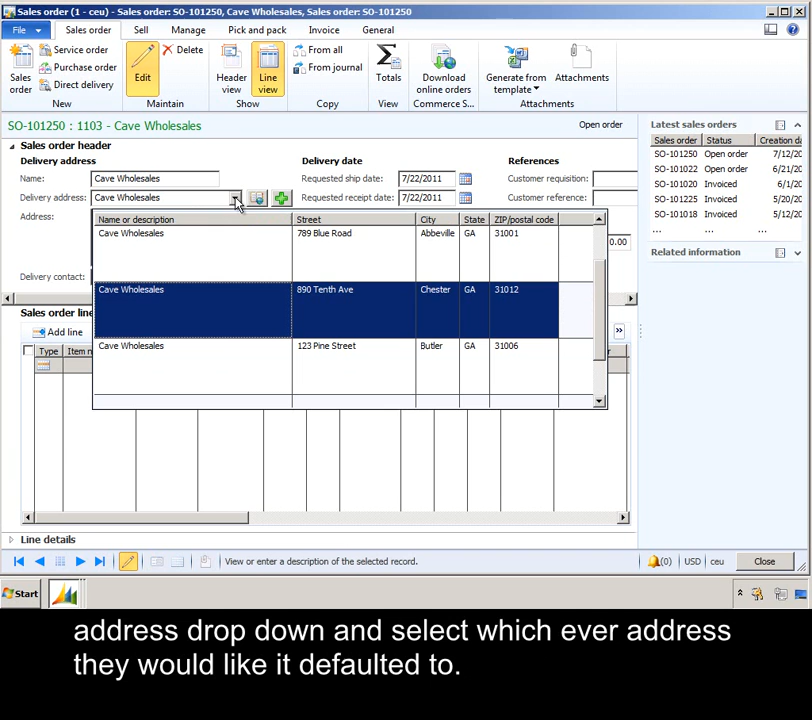 Sales order (1 - ceu) - Sales order: SO-101250, Cave Wholesales, Sales order: SO-101250
File Sales order Sell Manage Pick and pack Invoice General
Sales order
Service order
Purchase order
Direct delivery
New
Edit
Delete
Maintain
Header view
Line view
Show
From all
From journal
Copy
Totals
View
Download online orders
Commerce S...
Generate from template
Attachments
Attachments
SO-101250 : 1103 - Cave Wholesales
Open order
Sales order header
Delivery address Delivery date References
Name: Cave Wholesales Requested ship date: 7/22/2011 Customer requisition:
Delivery address: Cave Wholesales Requested receipt date: 7/22/2011 Customer reference:
Address:
0.00
Delivery contact:
Name or description Street City State ZIP/postal code
Cave Wholesales 789 Blue Road Abbeville GA 31001
Cave Wholesales 890 Tenth Ave Chester GA 31012
Cave Wholesales 123 Pine Street Butler GA 31006
Sales order line
Add line
Type Item n
Line details
Latest sales orders
Sales order Status Creation d
SO-101250 Open order 7/12/20
SO-101022 Open order 6/21/20
SO-101020 Invoiced 6/1/20
SO-101225 Invoiced 5/20/20
SO-101018 Invoiced 7/12/20
... ... ...
Related information
View or enter a description of the selected record.
(0) USD ceu Close
Start
address drop down and select which ever address
they would like it defaulted to.